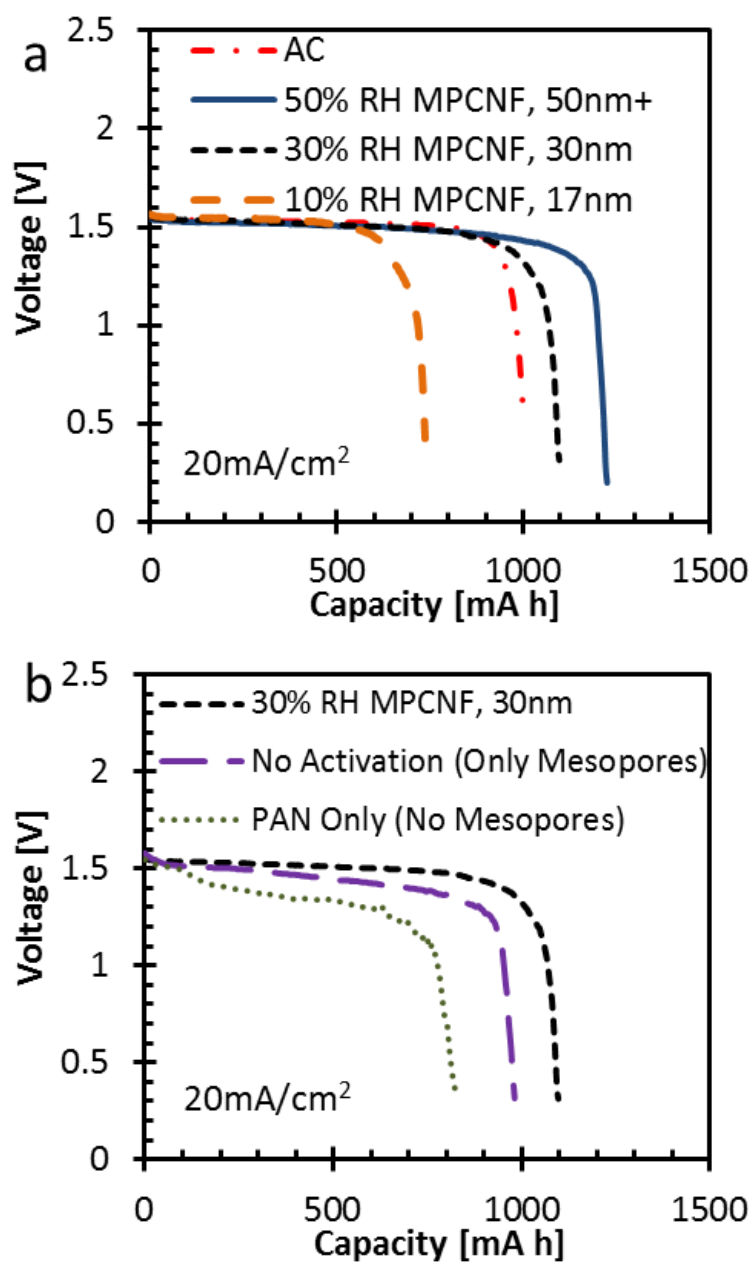 a
2.5
AC
50% RH MPCNF, 50nm+
2
30% RH MPCNF, 30nm
10% RH MPCNF, 17nm
1.5
Voltage [V]
1
0.5
20mA/cm²
0
0 500 1000 1500
Capacity [mA h]
b
2.5
30% RH MPCNF, 30nm
2
No Activation (Only Mesopores)
PAN Only (No Mesopores)
1.5
Voltage [V]
1
0.5
20mA/cm²
0
0 500 1000 1500
Capacity [mA h]